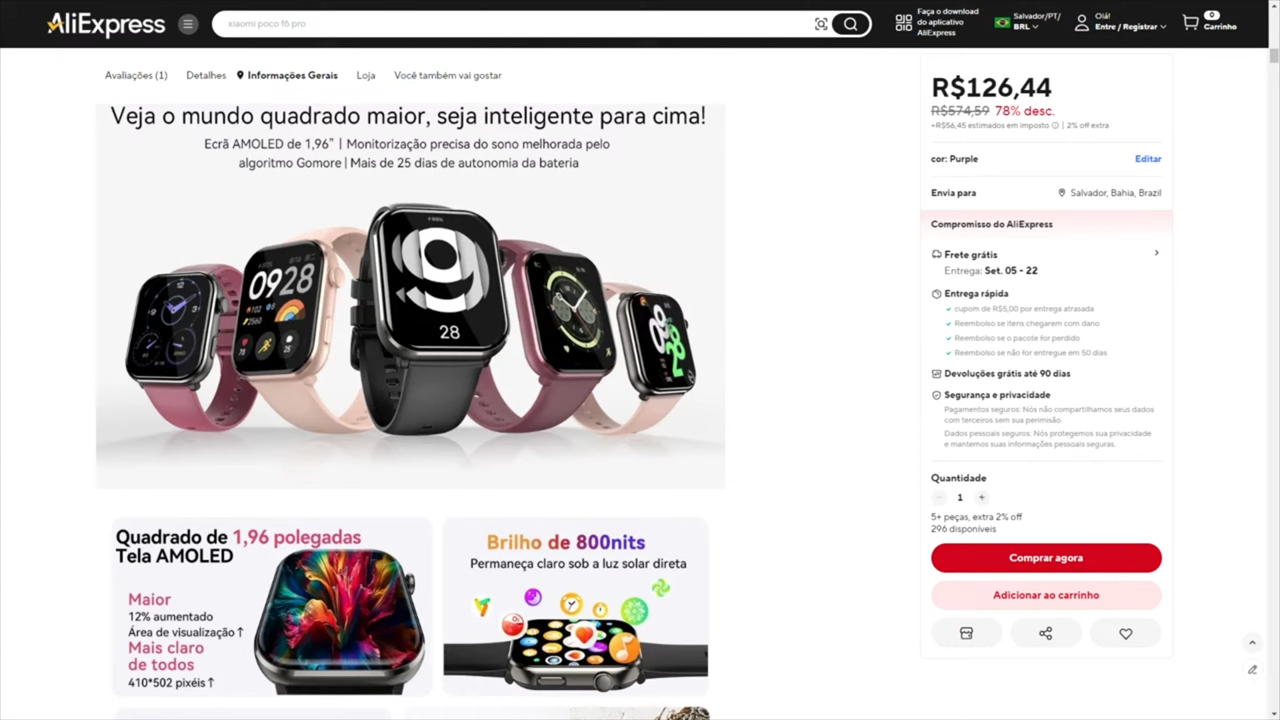 AliExpress
xiaomi poco f6 pro
Faça o download
do aplicativo
AliExpress
Salvador/PT/
BRL
Olá!
Entre / Registrar
0
Carrinho
Avaliações (1)
Detalhes
Informações Gerais
Loja
Você também vai gostar
Veja o mundo quadrado maior, seja inteligente para cima!
Ecrã AMOLED de 1,96” | Monitorização precisa do sono melhorada pelo
algoritmo Gomore | Mais de 25 dias de autonomia da bateria
0928
28
Quadrado de 1,96 polegadas
Tela AMOLED
Maior
12% aumentado
Área de visualização↑
Mais claro
de todos
410*502 pixéis↑
Brilho de 800nits
Permaneça claro sob a luz solar direta
R$126,44
R$574,59 78% desc.
+R$56,45 estimados em imposto | 2% off extra
cor: Purple
Editar
Envia para
Salvador, Bahia, Brazil
Compromisso do AliExpress
Frete grátis
Entrega: Set. 05 - 22
Entrega rápida
cupom de R$5,00 por entrega atrasada
Reembolso se itens chegarem com dano
Reembolso se o pacote for perdido
Reembolso se não for entregue em 50 dias
Devoluções grátis até 90 dias
Segurança e privacidade
Pagamentos seguros: Nós não compartilhamos seus dados
com terceiros sem sua perimisão.
Dados pessoais seguros: Nós protegemos sua privacidade
e mantemos suas informações pessoais seguras.
Quantidade
1
5+ peças, extra 2% off
296 disponíveis
Comprar agora
Adicionar ao carrinho